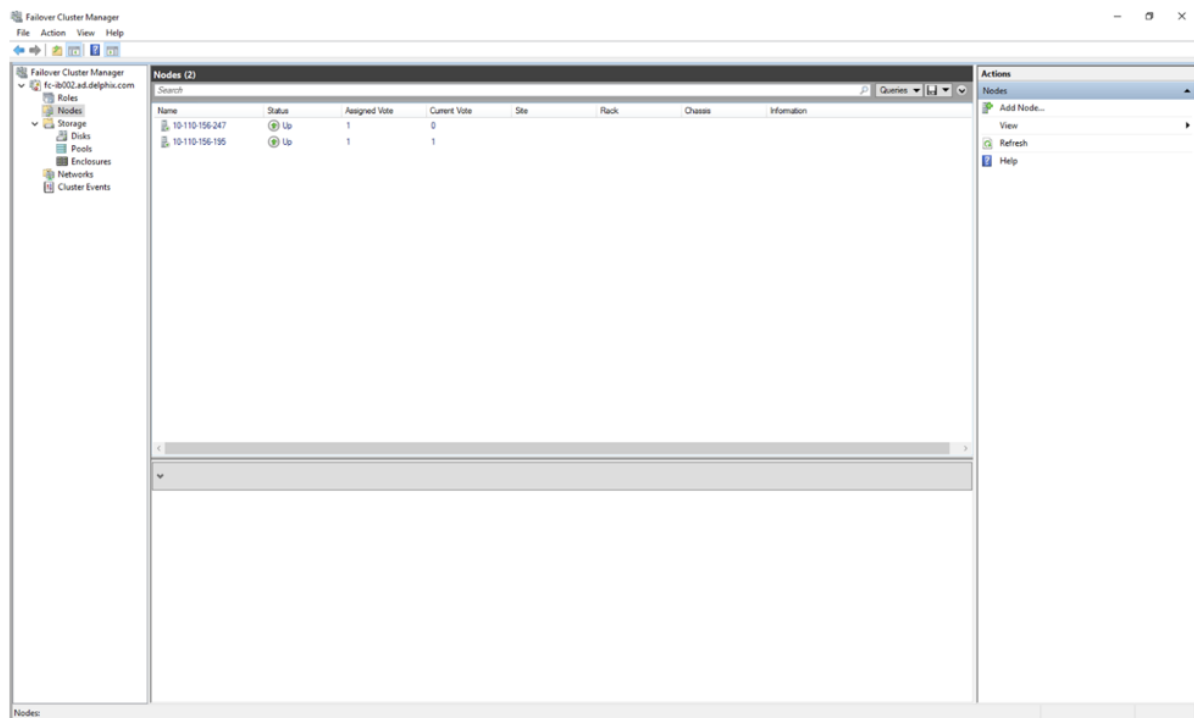 Failover Cluster Manager
File Action View Help
Failover Cluster Manager
fc-ib002.ad.delphix.com
Roles
Nodes
Storage
Disks
Pools
Enclosures
Networks
Cluster Events
Nodes (2)
Search
Queries
Name Status Assigned Vote Current Vote Site Rack Chassis Information
10-110-156-247 Up 1 0
10-110-156-195 Up 1 1
Actions
Nodes
Add Node...
View
Refresh
Help
Nodes: